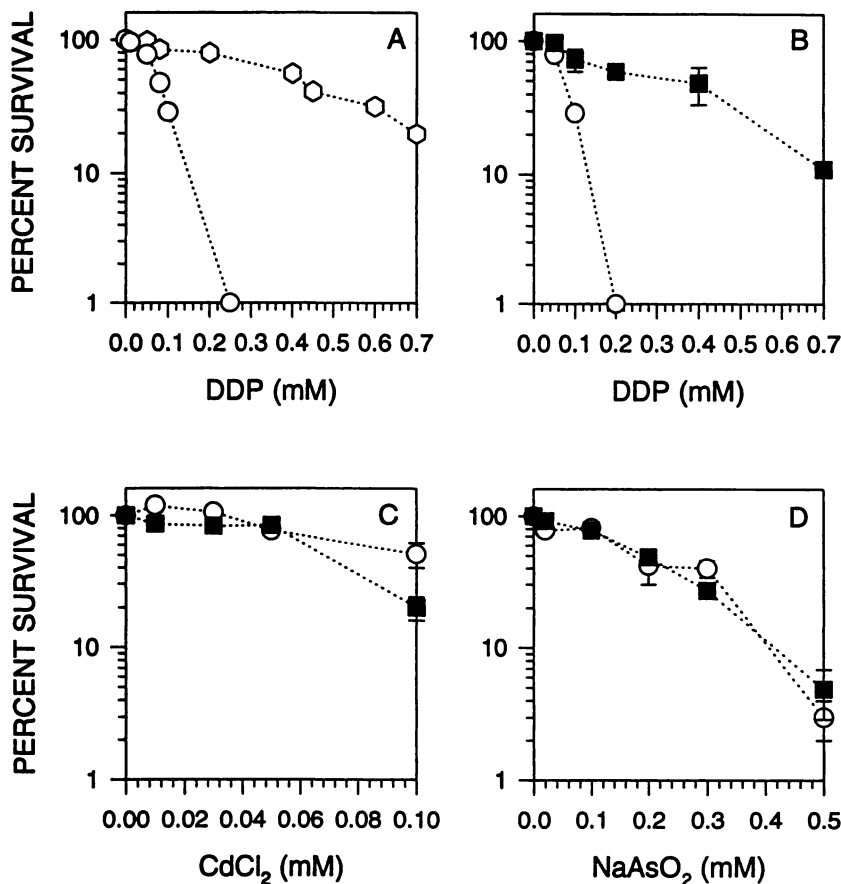 A
B
PERCENT SURVIVAL
100
10
1
100
10
1
0.0 0.1 0.2 0.3 0.4 0.5 0.6 0.7
0.0 0.1 0.2 0.3 0.4 0.5 0.6 0.7
DDP (mM)
DDP (mM)
C
D
PERCENT SURVIVAL
100
10
1
100
10
1
0.00 0.02 0.04 0.06 0.08 0.10
0.0 0.1 0.2 0.3 0.4 0.5
CdCl₂ (mM)
NaAsO₂ (mM)